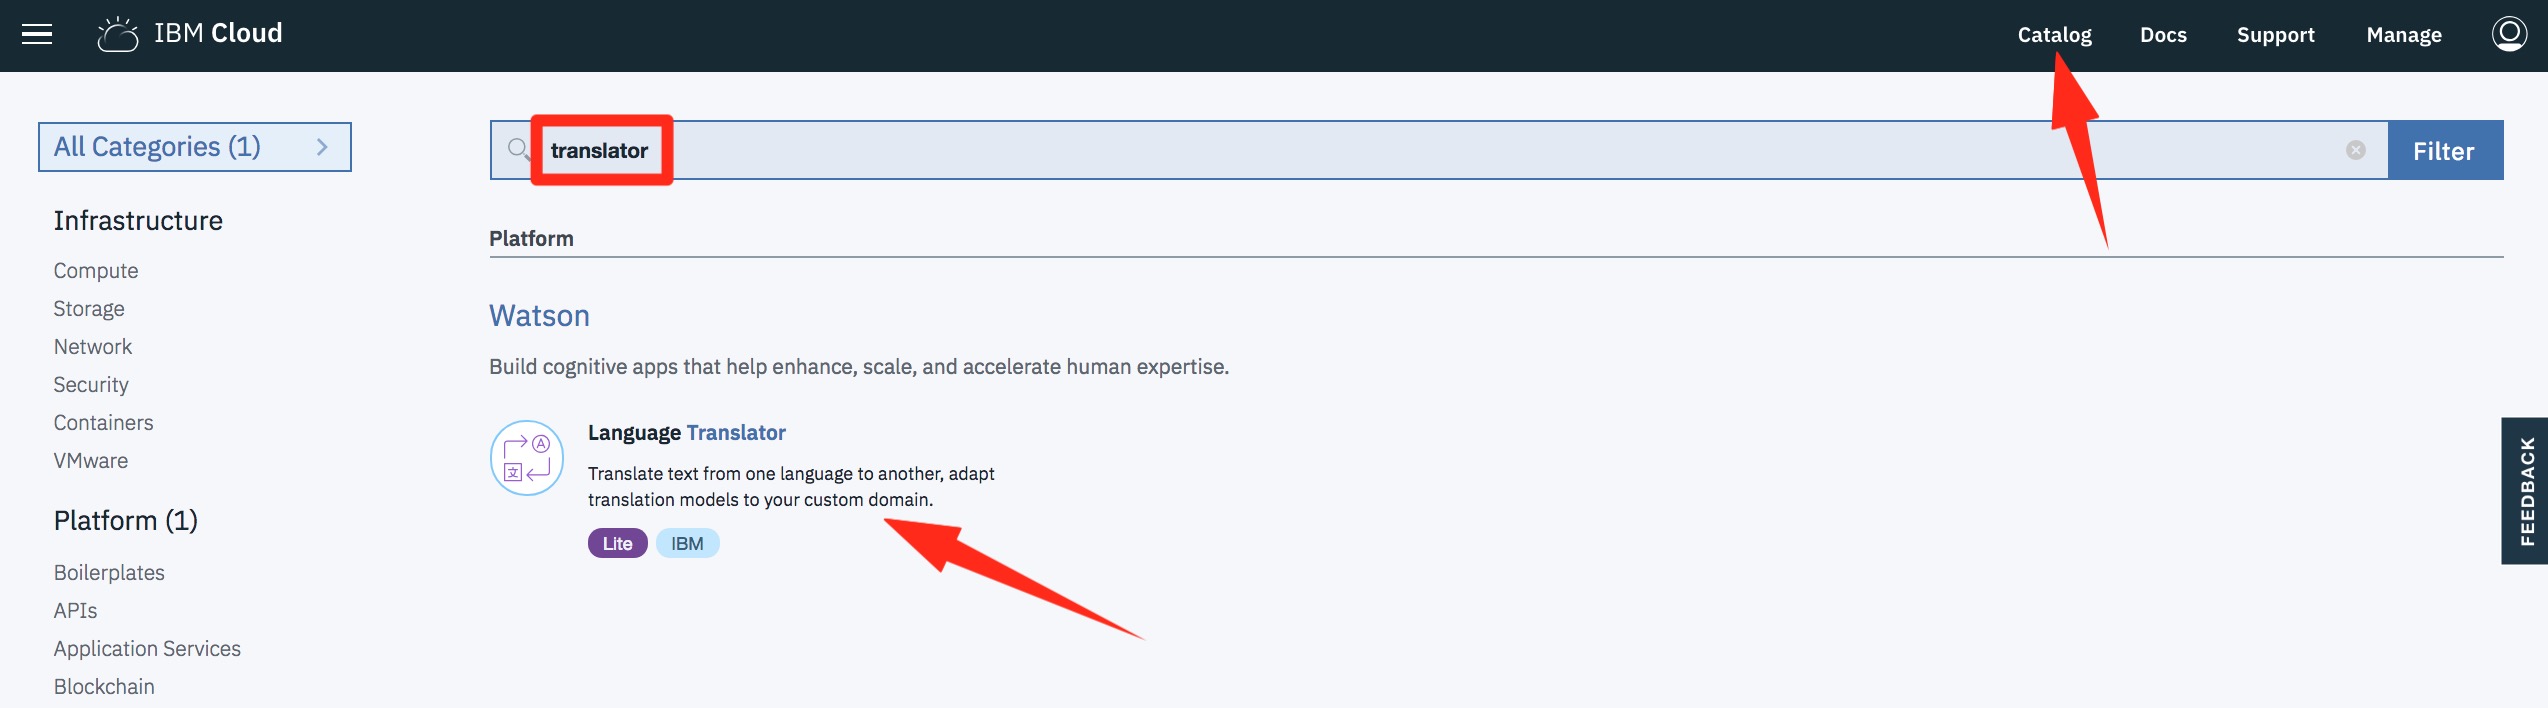 IBM Cloud
Catalog
Docs
Support
Manage
All Categories (1)
Infrastructure
Compute
Storage
Network
Security
Containers
VMware
Platform (1)
Boilerplates
APIs
Application Services
Blockchain
translator
Filter
Platform
Watson
Build cognitive apps that help enhance, scale, and accelerate human expertise.
A
文
Language Translator
Translate text from one language to another, adapt
translation models to your custom domain.
Lite
IBM
FEEDBACK